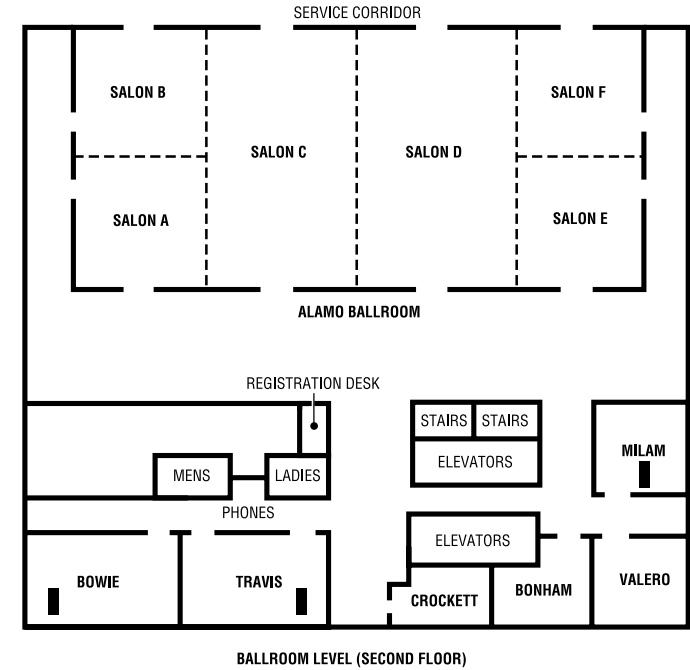 SERVICE CORRIDOR
SALON B
SALON F
SALON C
SALON D
SALON A
SALON E
ALAMO BALLROOM
REGISTRATION DESK
STAIRS
STAIRS
ELEVATORS
MILAM
MENS
LADIES
PHONES
ELEVATORS
BOWIE
TRAVIS
CROCKETT
BONHAM
VALERO
BALLROOM LEVEL (SECOND FLOOR)